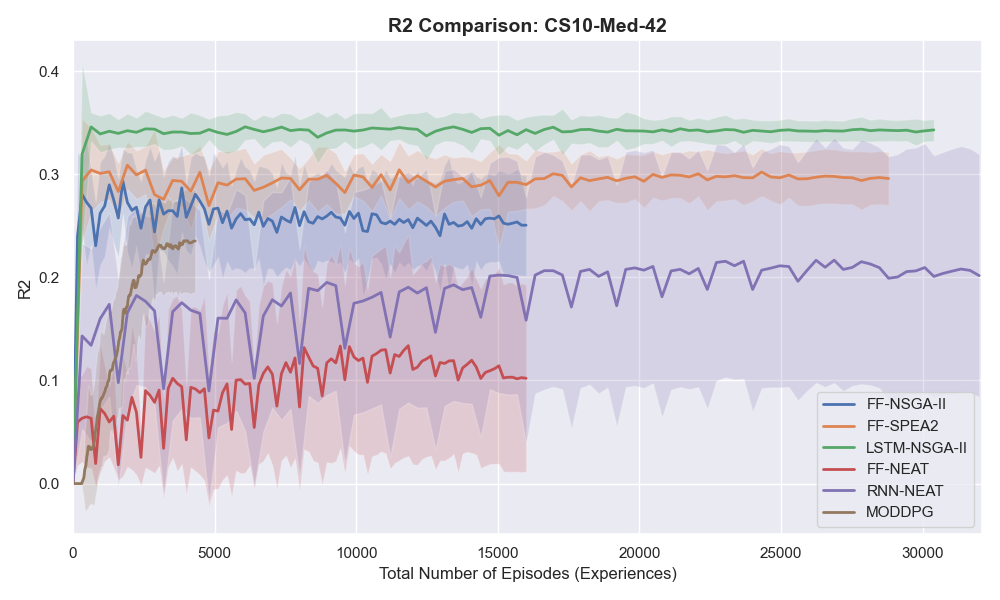 R2 Comparison: CS10-Med-42
R2
0.4
0.3
0.2
0.1
0.0
0
5000
10000
15000
20000
25000
30000
Total Number of Episodes (Experiences)
FF-NSGA-II
FF-SPEA2
LSTM-NSGA-II
FF-NEAT
RNN-NEAT
MODDPG